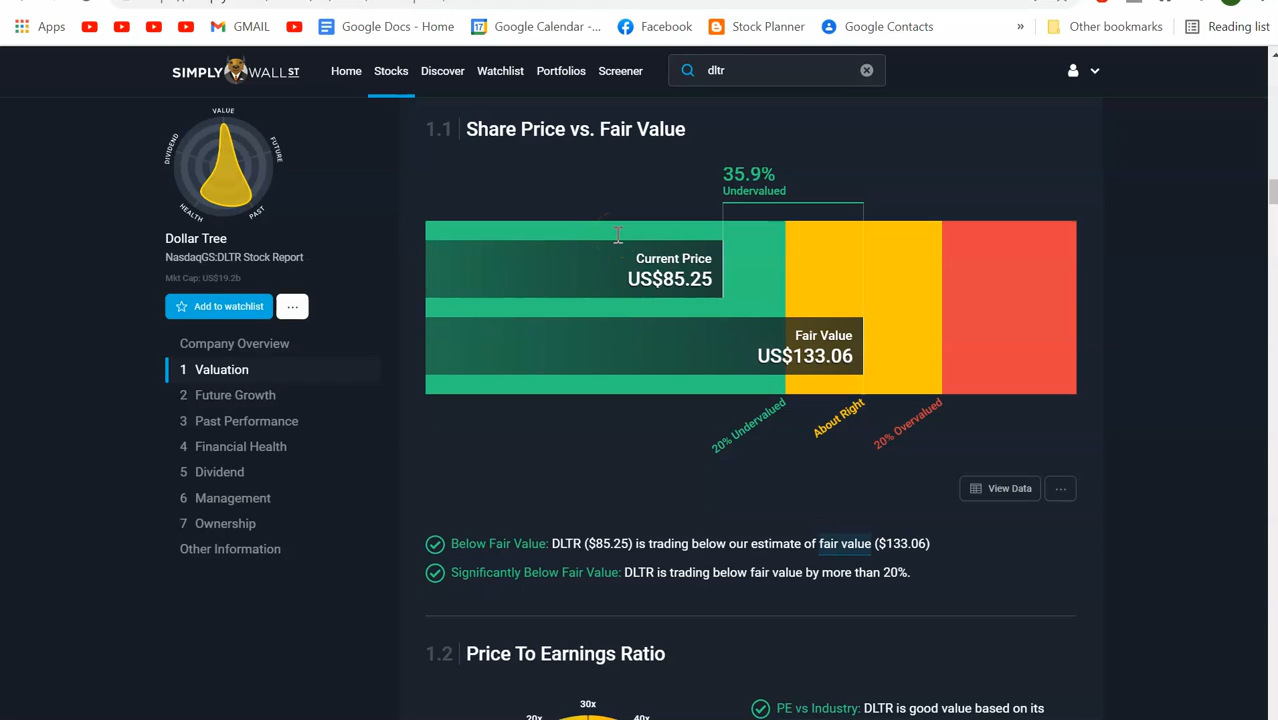 Apps
GMAIL
Google Docs - Home
Google Calendar -...
Facebook
Stock Planner
Google Contacts
»
Other bookmarks
Reading list
SIMPLY WALL ST
Home
Stocks
Discover
Watchlist
Portfolios
Screener
dltr
VALUE
FUTURE
PAST
HEALTH
DIVIDEND
Dollar Tree
NasdaqGS:DLTR Stock Report
Mkt Cap: US$19.2b
Add to watchlist
...
Company Overview
1 Valuation
2 Future Growth
3 Past Performance
4 Financial Health
5 Dividend
6 Management
7 Ownership
Other Information
1.1 Share Price vs. Fair Value
35.9%
Undervalued
Current Price
US$85.25
Fair Value
US$133.06
20% Undervalued
About Right
20% Overvalued
View Data
...
Below Fair Value: DLTR ($85.25) is trading below our estimate of fair value ($133.06)
Significantly Below Fair Value: DLTR is trading below fair value by more than 20%.
1.2 Price To Earnings Ratio
30x
20x
40x
PE vs Industry: DLTR is good value based on its